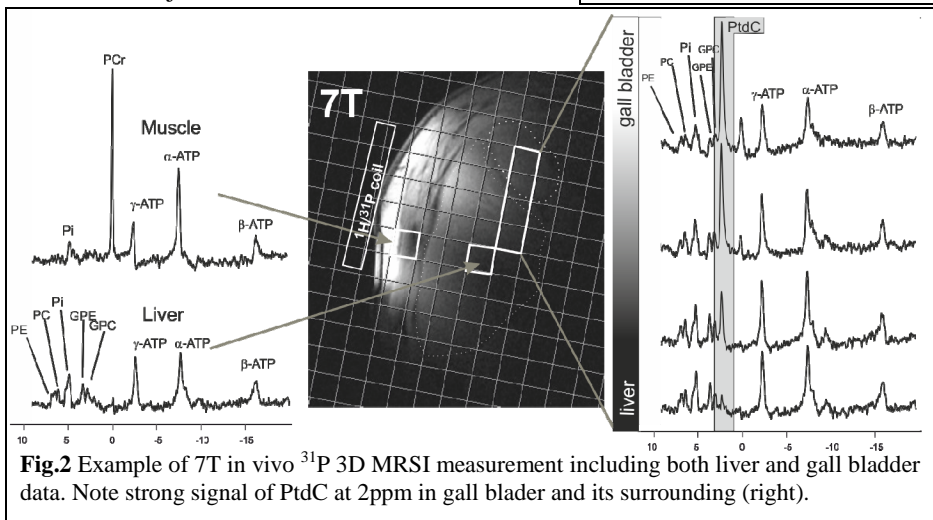 PCr
Muscle
α-ATP
γ-ATP
Pi
β-ATP
Pi
PC
GPE
PE
GPC
Liver
γ-ATP
α-ATP
β-ATP
10 5 0 -5 -10 -15
7T
¹H/³¹P coil
gall bladder
liver
PtdC
Pi
GPC
PC
GPE
PE
γ-ATP
α-ATP
β-ATP
10 5 0 -5 -10 -15
Fig.2 Example of 7T in vivo ³¹P 3D MRSI measurement including both liver and gall bladder
data. Note strong signal of PtdC at 2ppm in gall blader and its surrounding (right).